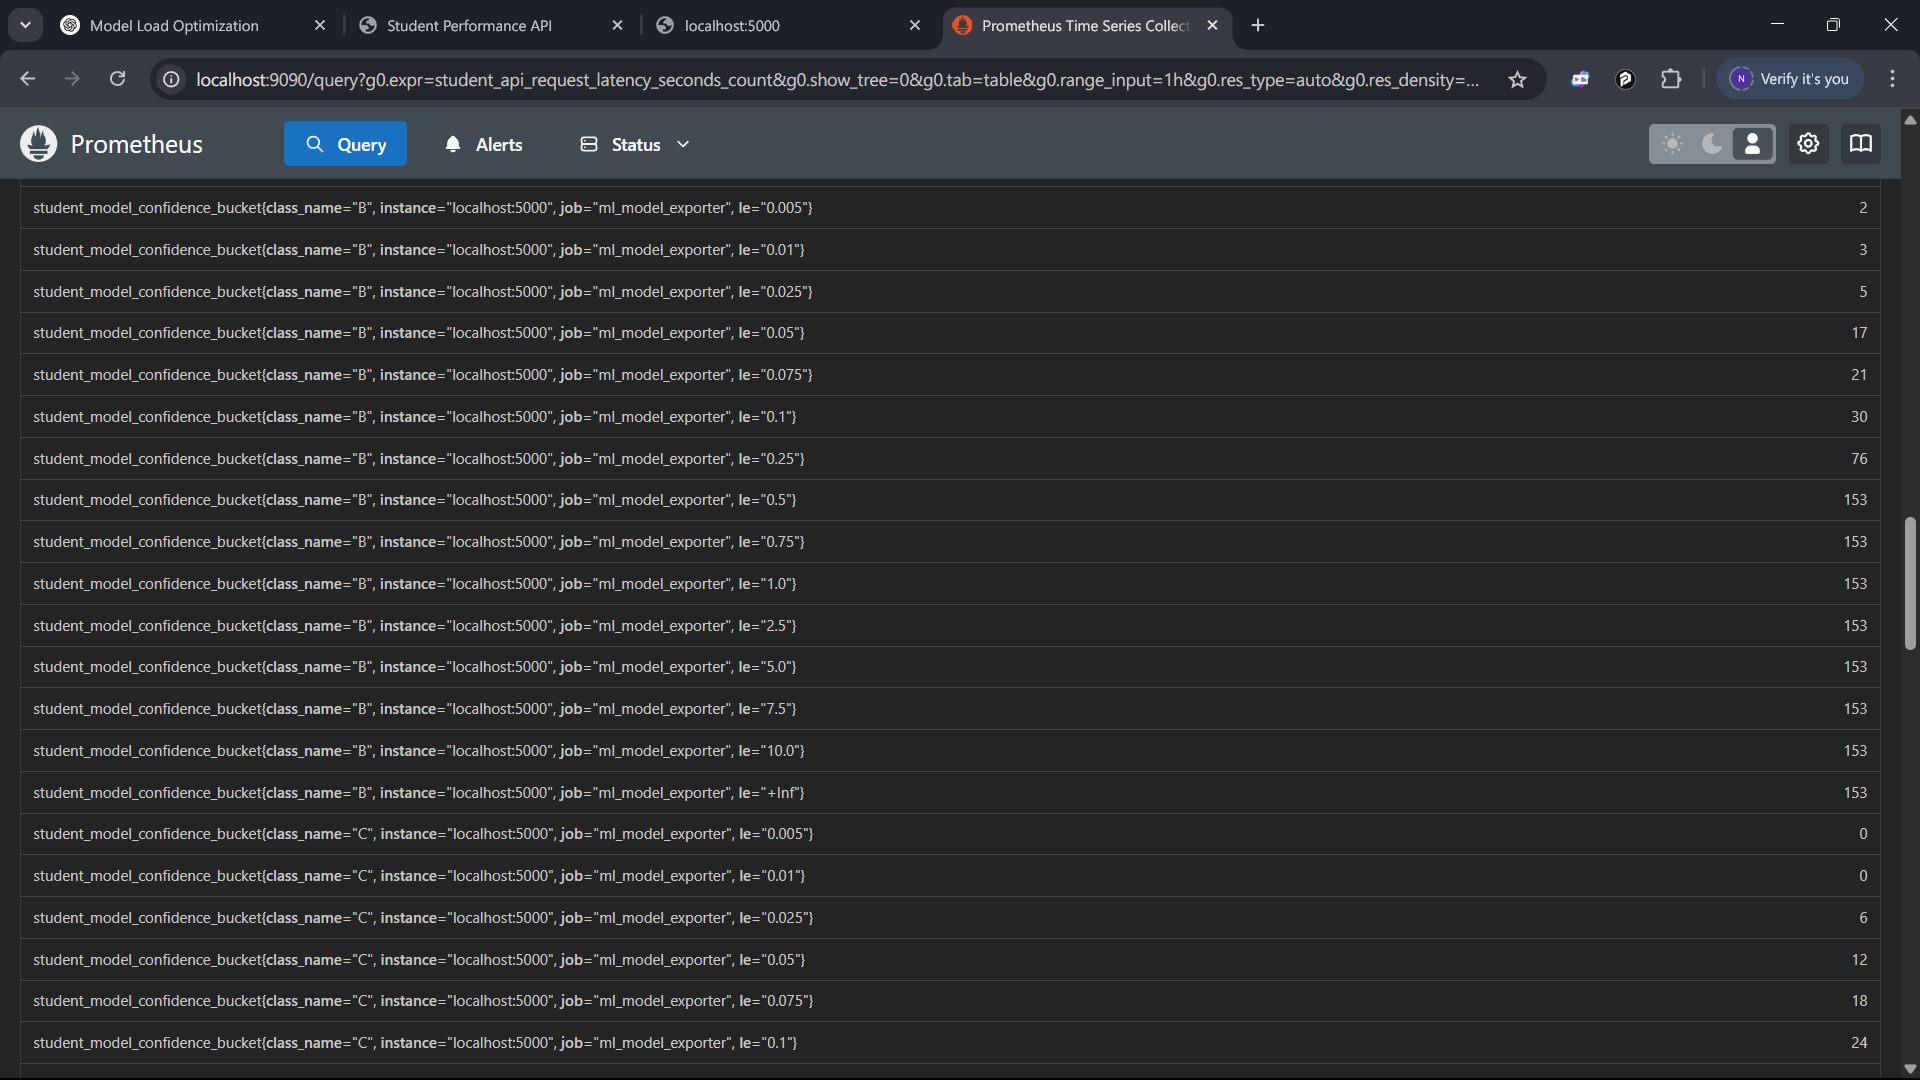 Model Load Optimization
Student Performance API
localhost:5000
Prometheus Time Series Collect
localhost:9090/query?g0.expr=student_api_request_latency_seconds_count&g0.show_tree=0&g0.tab=table&g0.range_input=1h&g0.res_type=auto&g0.res_density=...
N
Verify it's you
Prometheus
Query
Alerts
Status
student_model_confidence_bucket{class_name="B", instance="localhost:5000", job="ml_model_exporter", le="0.005"} 2
student_model_confidence_bucket{class_name="B", instance="localhost:5000", job="ml_model_exporter", le="0.01"} 3
student_model_confidence_bucket{class_name="B", instance="localhost:5000", job="ml_model_exporter", le="0.025"} 5
student_model_confidence_bucket{class_name="B", instance="localhost:5000", job="ml_model_exporter", le="0.05"} 17
student_model_confidence_bucket{class_name="B", instance="localhost:5000", job="ml_model_exporter", le="0.075"} 21
student_model_confidence_bucket{class_name="B", instance="localhost:5000", job="ml_model_exporter", le="0.1"} 30
student_model_confidence_bucket{class_name="B", instance="localhost:5000", job="ml_model_exporter", le="0.25"} 76
student_model_confidence_bucket{class_name="B", instance="localhost:5000", job="ml_model_exporter", le="0.5"} 153
student_model_confidence_bucket{class_name="B", instance="localhost:5000", job="ml_model_exporter", le="0.75"} 153
student_model_confidence_bucket{class_name="B", instance="localhost:5000", job="ml_model_exporter", le="1.0"} 153
student_model_confidence_bucket{class_name="B", instance="localhost:5000", job="ml_model_exporter", le="2.5"} 153
student_model_confidence_bucket{class_name="B", instance="localhost:5000", job="ml_model_exporter", le="5.0"} 153
student_model_confidence_bucket{class_name="B", instance="localhost:5000", job="ml_model_exporter", le="7.5"} 153
student_model_confidence_bucket{class_name="B", instance="localhost:5000", job="ml_model_exporter", le="10.0"} 153
student_model_confidence_bucket{class_name="B", instance="localhost:5000", job="ml_model_exporter", le="+Inf"} 153
student_model_confidence_bucket{class_name="C", instance="localhost:5000", job="ml_model_exporter", le="0.005"} 0
student_model_confidence_bucket{class_name="C", instance="localhost:5000", job="ml_model_exporter", le="0.01"} 0
student_model_confidence_bucket{class_name="C", instance="localhost:5000", job="ml_model_exporter", le="0.025"} 6
student_model_confidence_bucket{class_name="C", instance="localhost:5000", job="ml_model_exporter", le="0.05"} 12
student_model_confidence_bucket{class_name="C", instance="localhost:5000", job="ml_model_exporter", le="0.075"} 18
student_model_confidence_bucket{class_name="C", instance="localhost:5000", job="ml_model_exporter", le="0.1"} 24